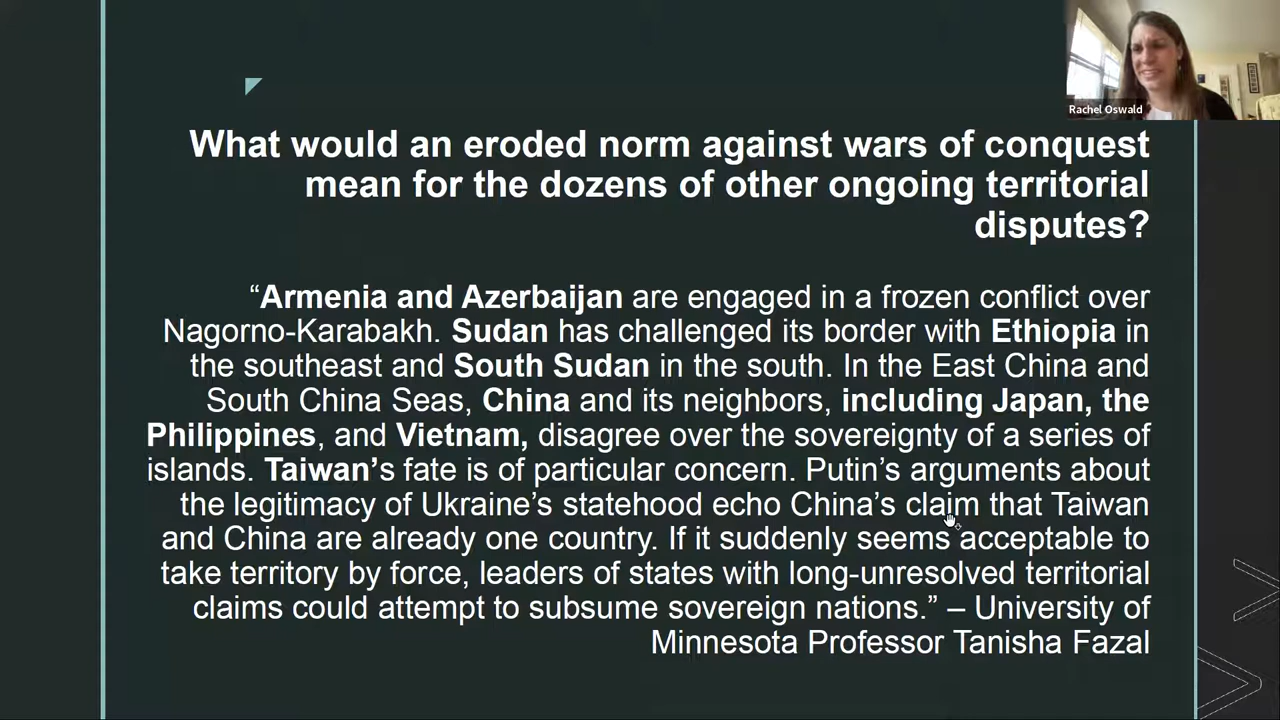 Rachel Oswald
What would an eroded norm against wars of conquest
mean for the dozens of other ongoing territorial
disputes?
“Armenia and Azerbaijan are engaged in a frozen conflict over
Nagorno-Karabakh. Sudan has challenged its border with Ethiopia in
the southeast and South Sudan in the south. In the East China and
South China Seas, China and its neighbors, including Japan, the
Philippines, and Vietnam, disagree over the sovereignty of a series of
islands. Taiwan’s fate is of particular concern. Putin’s arguments about
the legitimacy of Ukraine’s statehood echo China’s claim that Taiwan
and China are already one country. If it suddenly seems acceptable to
take territory by force, leaders of states with long-unresolved territorial
claims could attempt to subsume sovereign nations.” – University of
Minnesota Professor Tanisha Fazal